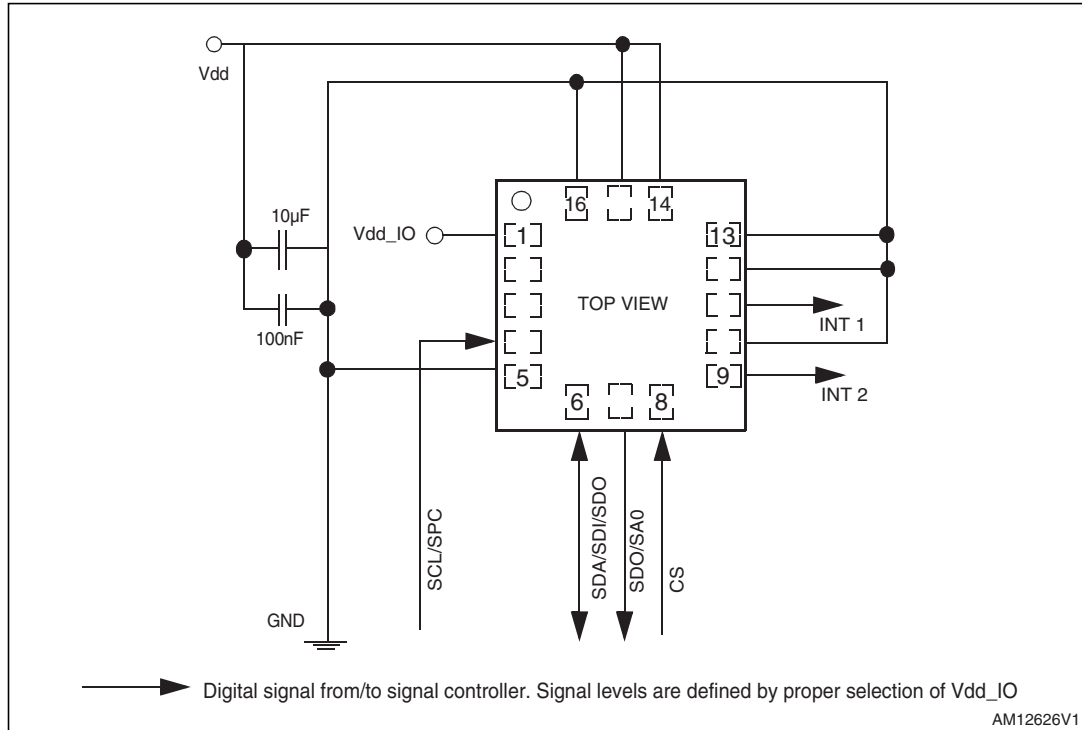 Vdd
10µF
Vdd_IO
16
14
1
13
TOP VIEW
INT 1
100nF
5
9
INT 2
6
8
SCL/SPC
SDA/SDI/SDO
SDO/SA0
CS
GND
Digital signal from/to signal controller. Signal levels are defined by proper selection of Vdd_IO
AM12626V1